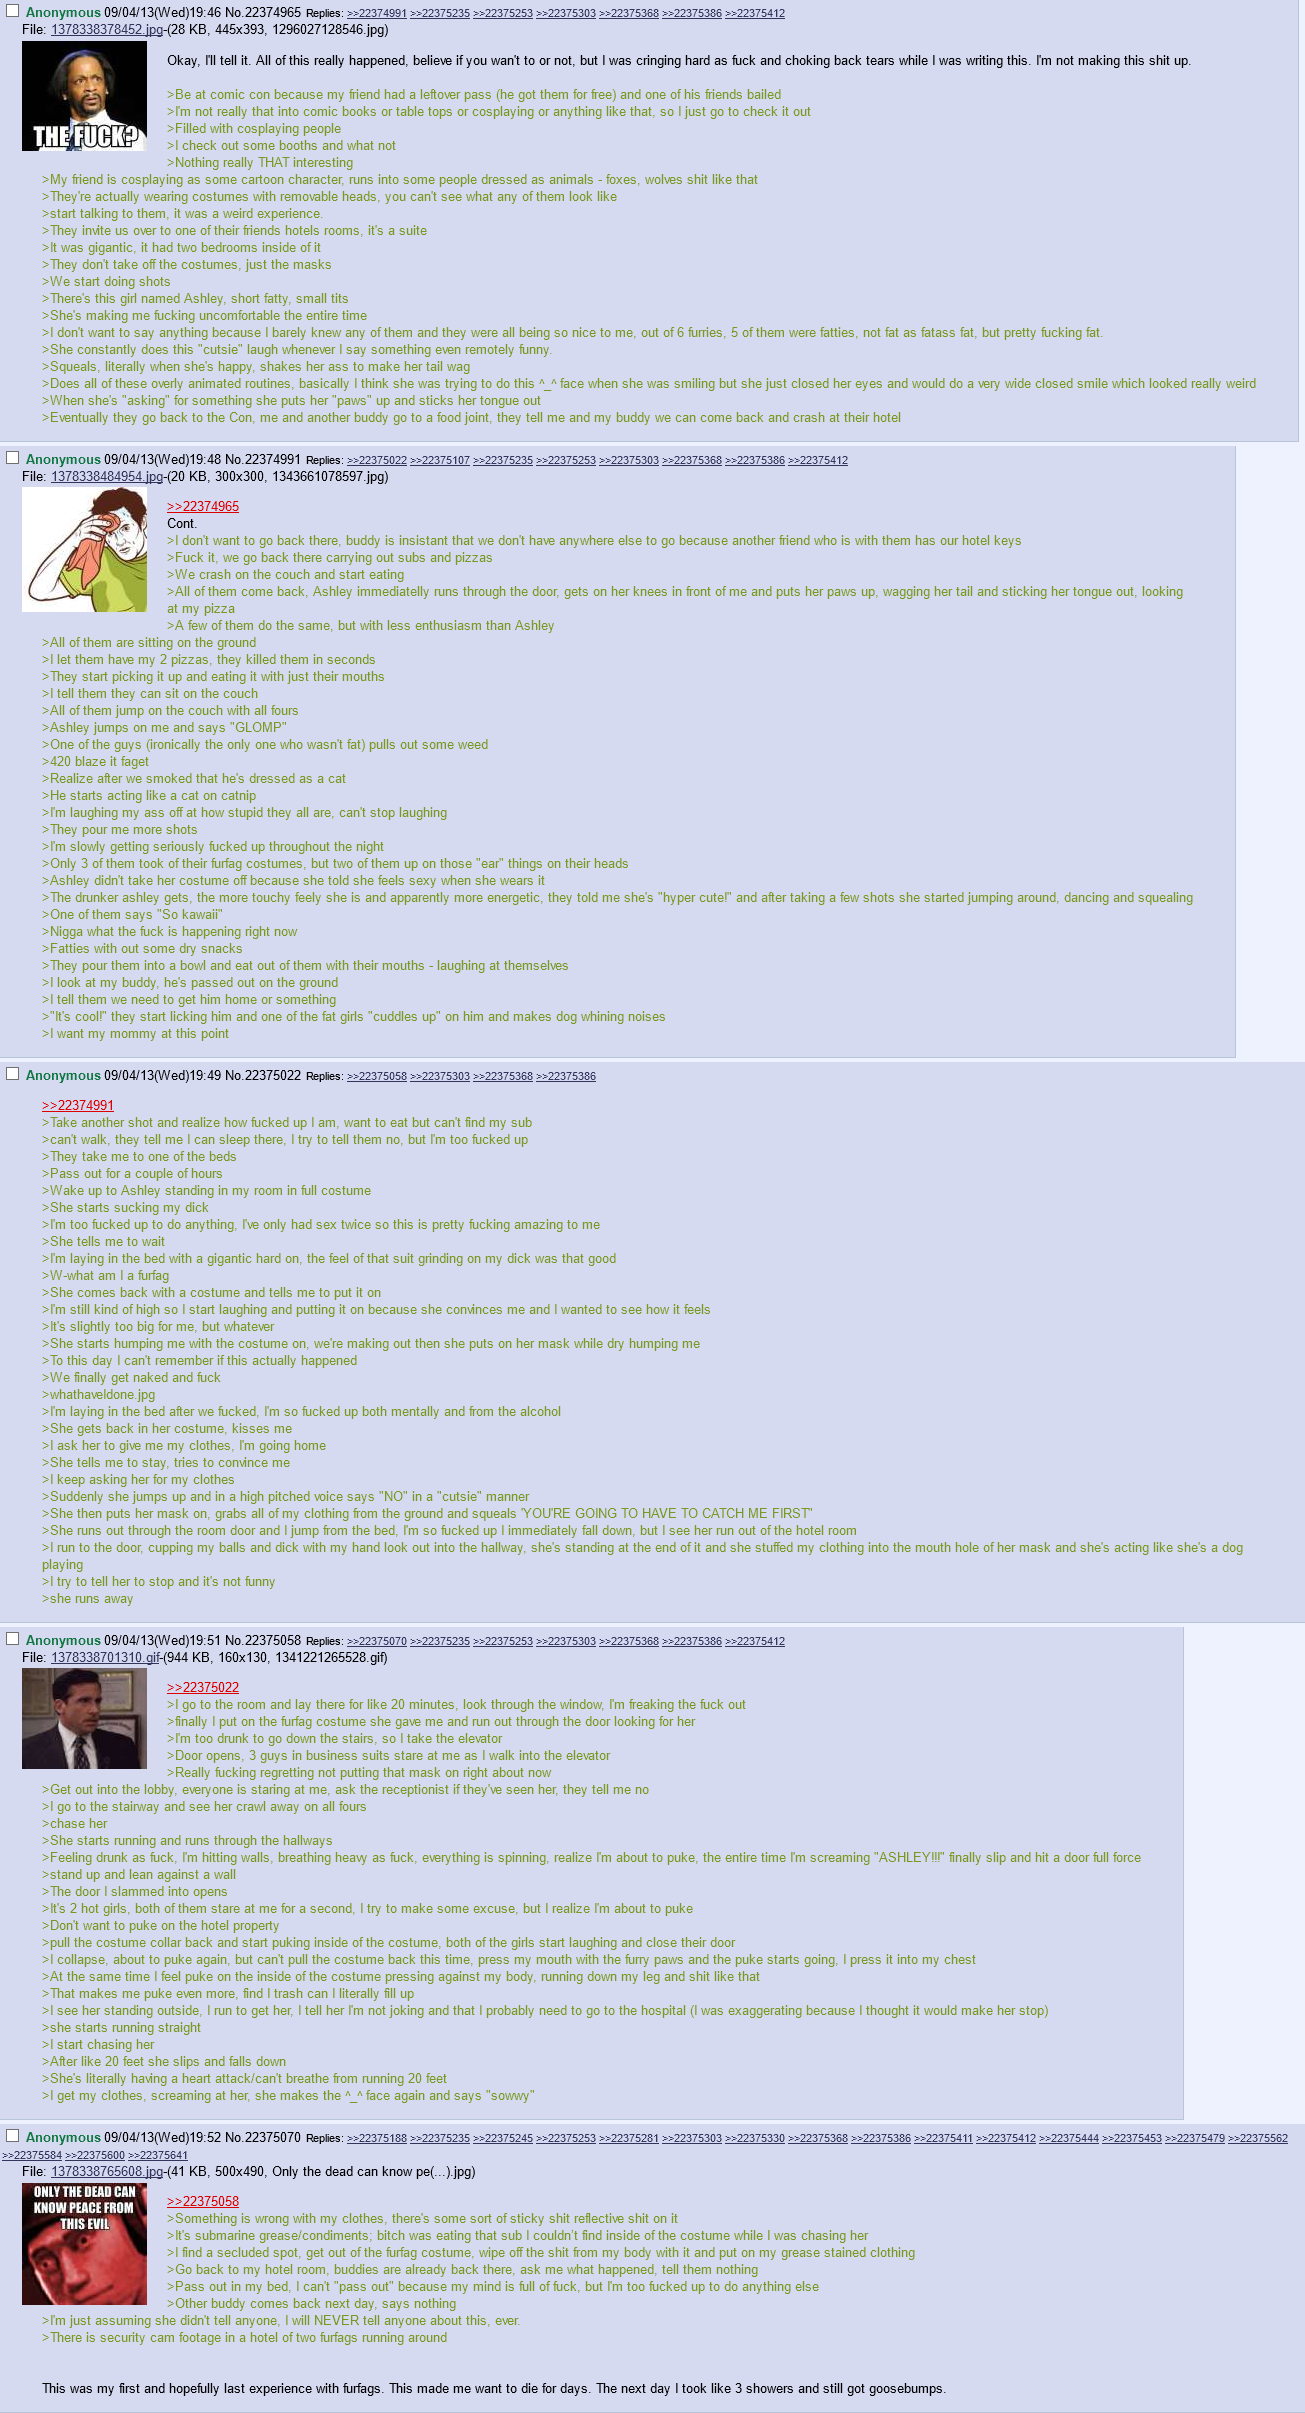 Anonymous 09/04/13(Wed)19:46 No.22374965 Replies: >>22374991 >>22375235 >>22375253 >>22375303 >>22375368 >>22375386 >>22375412
File: 1378338378452.jpg-(28 KB, 445x393, 1296027128546.jpg)
THE FUCK?
Okay, I'll tell it. All of this really happened, believe if you wan't to or not, but I was cringing hard as fuck and choking back tears while I was writing this. I'm not making this shit up.
>Be at comic con because my friend had a leftover pass (he got them for free) and one of his friends bailed
>I'm not really that into comic books or table tops or cosplaying or anything like that, so I just go to check it out
>Filled with cosplaying people
>I check out some booths and what not
>Nothing really THAT interesting
>My friend is cosplaying as some cartoon character, runs into some people dressed as animals - foxes, wolves shit like that
>They're actually wearing costumes with removable heads, you can't see what any of them look like
>start talking to them, it was a weird experience.
>They invite us over to one of their friends hotels rooms, it's a suite
>It was gigantic, it had two bedrooms inside of it
>They don't take off the costumes, just the masks
>We start doing shots
>There's this girl named Ashley, short fatty, small tits
>She's making me fucking uncomfortable the entire time
>I don't want to say anything because I barely knew any of them and they were all being so nice to me, out of 6 furries, 5 of them were fatties, not fat as fatass fat, but pretty fucking fat.
>She constantly does this "cutsie" laugh whenever I say something even remotely funny.
>Squeals, literally when she's happy, shakes her ass to make her tail wag
>Does all of these overly animated routines, basically I think she was trying to do this ^_^ face when she was smiling but she just closed her eyes and would do a very wide closed smile which looked really weird
>When she's "asking" for something she puts her "paws" up and sticks her tongue out
>Eventually they go back to the Con, me and another buddy go to a food joint, they tell me and my buddy we can come back and crash at their hotel
Anonymous 09/04/13(Wed)19:48 No.22374991 Replies: >>22375022 >>22375107 >>22375235 >>22375253 >>22375303 >>22375368 >>22375386 >>22375412
File: 1378338484954.jpg-(20 KB, 300x300, 1343661078597.jpg)
>>22374965
Cont.
>I don't want to go back there, buddy is insistant that we don't have anywhere else to go because another friend who is with them has our hotel keys
>Fuck it, we go back there carrying out subs and pizzas
>We crash on the couch and start eating
>All of them come back, Ashley immediatelly runs through the door, gets on her knees in front of me and puts her paws up, wagging her tail and sticking her tongue out, looking
at my pizza
>A few of them do the same, but with less enthusiasm than Ashley
>All of them are sitting on the ground
>I let them have my 2 pizzas, they killed them in seconds
>They start picking it up and eating it with just their mouths
>I tell them they can sit on the couch
>All of them jump on the couch with all fours
>Ashley jumps on me and says "GLOMP"
>One of the guys (ironically the only one who wasn't fat) pulls out some weed
>420 blaze it faget
>Realize after we smoked that he's dressed as a cat
>He starts acting like a cat on catnip
>I'm laughing my ass off at how stupid they all are, can't stop laughing
>They pour me more shots
>I'm slowly getting seriously fucked up throughout the night
>Only 3 of them took of their furfag costumes, but two of them up on those "ear" things on their heads
>Ashley didn't take her costume off because she told she feels sexy when she wears it
>The drunker ashley gets, the more touchy feely she is and apparently more energetic, they told me she's "hyper cute!" and after taking a few shots she started jumping around, dancing and squealing
>One of them says "So kawaii"
>Nigga what the fuck is happening right now
>Fatties with out some dry snacks
>They pour them into a bowl and eat out of them with their mouths - laughing at themselves
>I look at my buddy, he's passed out on the ground
>I tell them we need to get him home or something
>"It's cool!" they start licking him and one of the fat girls "cuddles up" on him and makes dog whining noises
>I want my mommy at this point
Anonymous 09/04/13(Wed)19:49 No.22375022 Replies: >>22375058 >>22375303 >>22375368 >>22375386
>>22374991
>Take another shot and realize how fucked up I am, want to eat but can't find my sub
>can't walk, they tell me I can sleep there, I try to tell them no, but I'm too fucked up
>They take me to one of the beds
>Pass out for a couple of hours
>Wake up to Ashley standing in my room in full costume
>She starts sucking my dick
>I'm too fucked up to do anything, I've only had sex twice so this is pretty fucking amazing to me
>She tells me to wait
>I'm laying in the bed with a gigantic hard on, the feel of that suit grinding on my dick was that good
>W-what am I a furfag
>She comes back with a costume and tells me to put it on
>I'm still kind of high so I start laughing and putting it on because she convinces me and I wanted to see how it feels
>It's slightly too big for me, but whatever
>She starts humping me with the costume on, we're making out then she puts on her mask while dry humping me
>To this day I can't remember if this actually happened
>We finally get naked and fuck
>whathaveIdone.jpg
>I'm laying in the bed after we fucked, I'm so fucked up both mentally and from the alcohol
>She gets back in her costume, kisses me
>I ask her to give me my clothes, I'm going home
>She tells me to stay, tries to convince me
>I keep asking her for my clothes
>Suddenly she jumps up and in a high pitched voice says "NO" in a "cutsie" manner
>She then puts her mask on, grabs all of my clothing from the ground and squeals 'YOU'RE GOING TO HAVE TO CATCH ME FIRST"
>She runs out through the room door and I jump from the bed, I'm so fucked up I immediately fall down, but I see her run out of the hotel room
>I run to the door, cupping my balls and dick with my hand look out into the hallway, she's standing at the end of it and she stuffed my clothing into the mouth hole of her mask and she's acting like she's a dog
playing
>I try to tell her to stop and it's not funny
>she runs away
Anonymous 09/04/13(Wed)19:51 No.22375058 Replies: >>22375070 >>22375235 >>22375253 >>22375303 >>22375368 >>22375386 >>22375412
File: 1378338701310.gif-(944 KB, 160x130, 1341221265528.gif)
>>22375022
>I go to the room and lay there for like 20 minutes, look through the window, I'm freaking the fuck out
>finally I put on the furfag costume she gave me and run out through the door looking for her
>I'm too drunk to go down the stairs, so I take the elevator
>Door opens, 3 guys in business suits stare at me as I walk into the elevator
>Really fucking regretting not putting that mask on right about now
>Get out into the lobby, everyone is staring at me, ask the receptionist if they've seen her, they tell me no
>I go to the stairway and see her crawl away on all fours
>chase her
>She starts running and runs through the hallways
>Feeling drunk as fuck, I'm hitting walls, breathing heavy as fuck, everything is spinning, realize I'm about to puke, the entire time I'm screaming "ASHLEY!!!" finally slip and hit a door full force
>stand up and lean against a wall
>The door I slammed into opens
>It's 2 hot girls, both of them stare at me for a second, I try to make some excuse, but I realize I'm about to puke
>Don't want to puke on the hotel property
>pull the costume collar back and start puking inside of the costume, both of the girls start laughing and close their door
>I collapse, about to puke again, but can't pull the costume back this time, press my mouth with the furry paws and the puke starts going, I press it into my chest
>At the same time I feel puke on the inside of the costume pressing against my body, running down my leg and shit like that
>That makes me puke even more, find I trash can I literally fill up
>I see her standing outside, I run to get her, I tell her I'm not joking and that I probably need to go to the hospital (I was exaggerating because I thought it would make her stop)
>she starts running straight
>I start chasing her
>After like 20 feet she slips and falls down
>She's literally having a heart attack/can't breathe from running 20 feet
>I get my clothes, screaming at her, she makes the ^_^ face again and says "sowwy"
Anonymous 09/04/13(Wed)19:52 No.22375070 Replies: >>22375188 >>22375235 >>22375245 >>22375253 >>22375281 >>22375303 >>22375330 >>22375368 >>22375386 >>22375411 >>22375412 >>22375444 >>22375453 >>22375479 >>22375562
>>22375584 >>22375600 >>22375641
File: 1378338765608.jpg-(41 KB, 500x490, Only the dead can know pe(...).jpg)
ONLY THE DEAD CAN
KNOW PEACE FROM
THIS EVIL
>>22375058
>Something is wrong with my clothes, there's some sort of sticky shit reflective shit on it
>It's submarine grease/condiments; bitch was eating that sub I couldn't find inside of the costume while I was chasing her
>I find a secluded spot, get out of the furfag costume, wipe off the shit from my body with it and put on my grease stained clothing
>Go back to my hotel room, buddies are already back there, ask me what happened, tell them nothing
>Pass out in my bed, I can't "pass out" because my mind is full of fuck, but I'm too fucked up to do anything else
>Other buddy comes back next day, says nothing
>I'm just assuming she didn't tell anyone, I will NEVER tell anyone about this, ever.
>There is security cam footage in a hotel of two furfags running around
This was my first and hopefully last experience with furfags. This made me want to die for days. The next day I took like 3 showers and still got goosebumps.